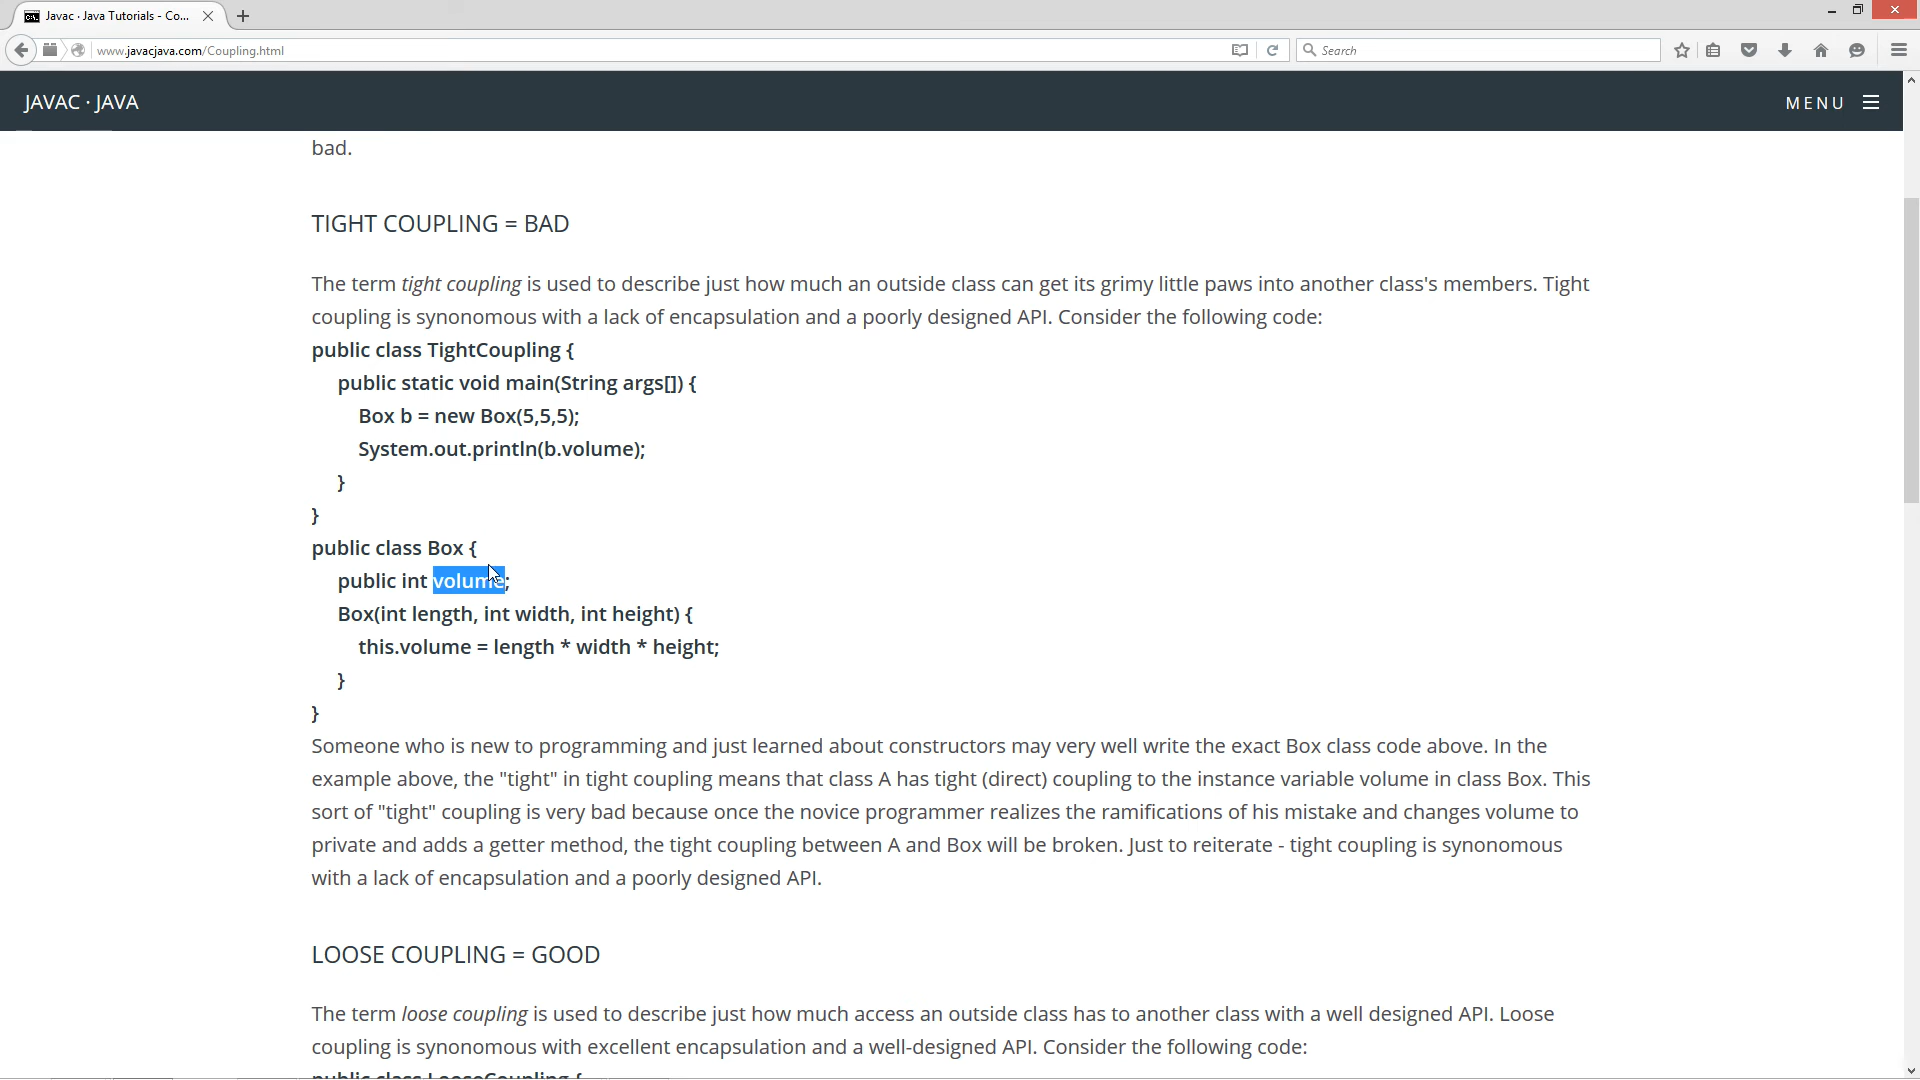 Javac · Java Tutorials - Co...
www.javacjava.com/Coupling.html
Search
JAVAC · JAVA
MENU
bad.
TIGHT COUPLING = BAD
The term tight coupling is used to describe just how much an outside class can get its grimy little paws into another class's members. Tight
coupling is synonomous with a lack of encapsulation and a poorly designed API. Consider the following code:
public class TightCoupling {
public static void main(String args[]) {
Box b = new Box(5,5,5);
System.out.println(b.volume);
}
}
public class Box {
public int volume;
Box(int length, int width, int height) {
this.volume = length * width * height;
}
}
Someone who is new to programming and just learned about constructors may very well write the exact Box class code above. In the
example above, the "tight" in tight coupling means that class A has tight (direct) coupling to the instance variable volume in class Box. This
sort of "tight" coupling is very bad because once the novice programmer realizes the ramifications of his mistake and changes volume to
private and adds a getter method, the tight coupling between A and Box will be broken. Just to reiterate - tight coupling is synonomous
with a lack of encapsulation and a poorly designed API.
LOOSE COUPLING = GOOD
The term loose coupling is used to describe just how much access an outside class has to another class with a well designed API. Loose
coupling is synonomous with excellent encapsulation and a well-designed API. Consider the following code:
public class LooseCoupling {